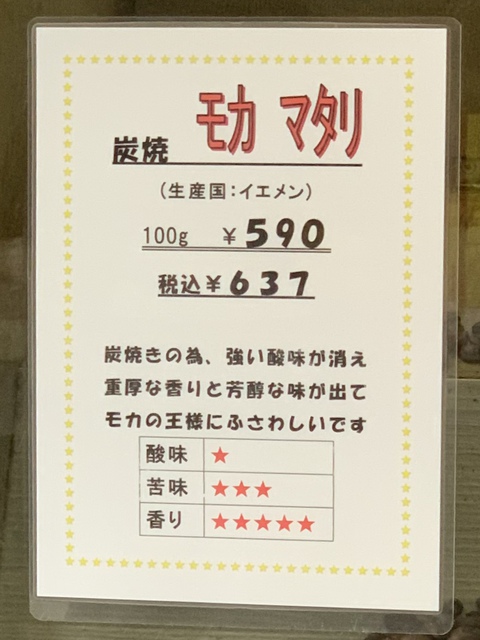 炭焼 モカ マタリ
（生産国：イエメン）
100g ￥590
税込￥637
炭焼きの為、強い酸味が消え
重厚な香りと芳醇な味が出て
モカの王様にふさわしいです
酸味 ★
苦味 ★★★
香り ★★★★★